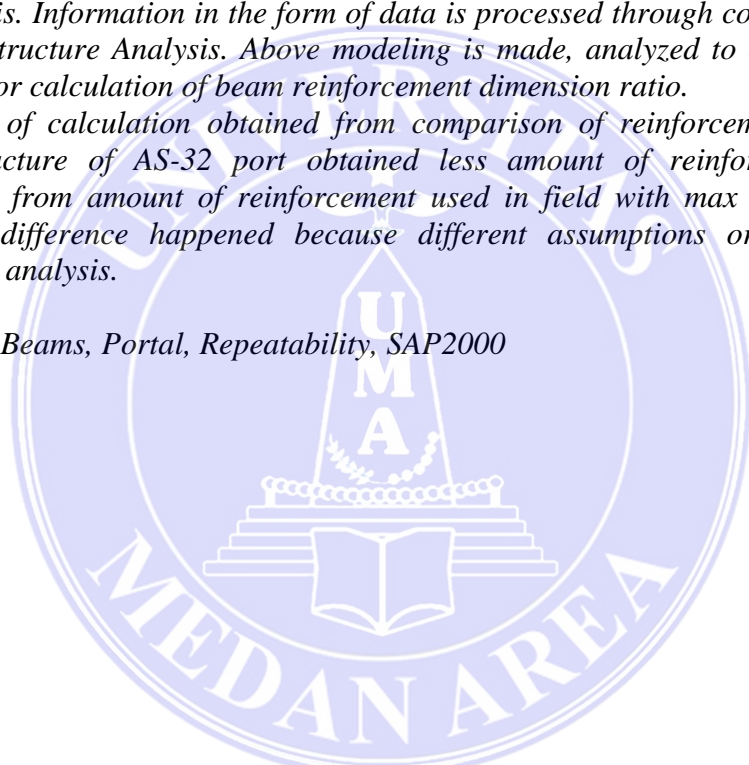 is. Information in the form of data is processed through co
tructure Analysis. Above modeling is made, analyzed to
or calculation of beam reinforcement dimension ratio.
of calculation obtained from comparison of reinforcem
ucture of AS-32 port obtained less amount of reinfor
from amount of reinforcement used in field with max
difference happened because different assumptions or
analysis.
Beams, Portal, Repeatability, SAP2000
UNIVERSITAS
U
M
A
MEDAN AREA